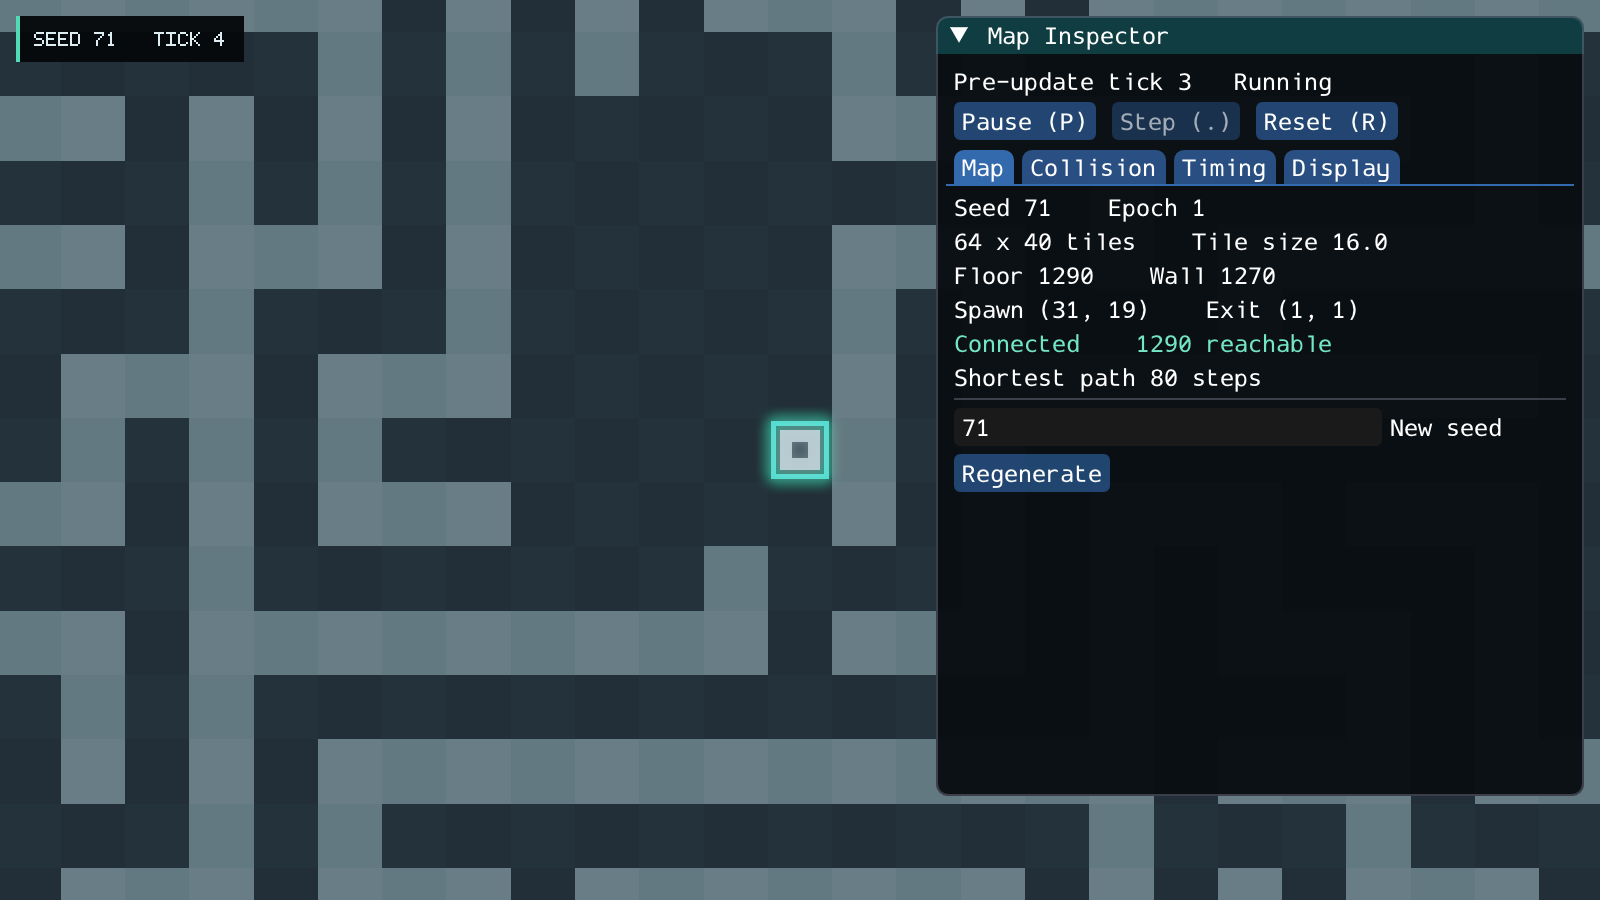 SEED 71 TICK 4
Map Inspector
Pre-update tick 3 Running
Pause (P) Step (.) Reset (R)
Map Collision Timing Display
Seed 71 Epoch 1
64 x 40 tiles Tile size 16.0
Floor 1290 Wall 1270
Spawn (31, 19) Exit (1, 1)
Connected 1290 reachable
Shortest path 80 steps
71 New seed
Regenerate